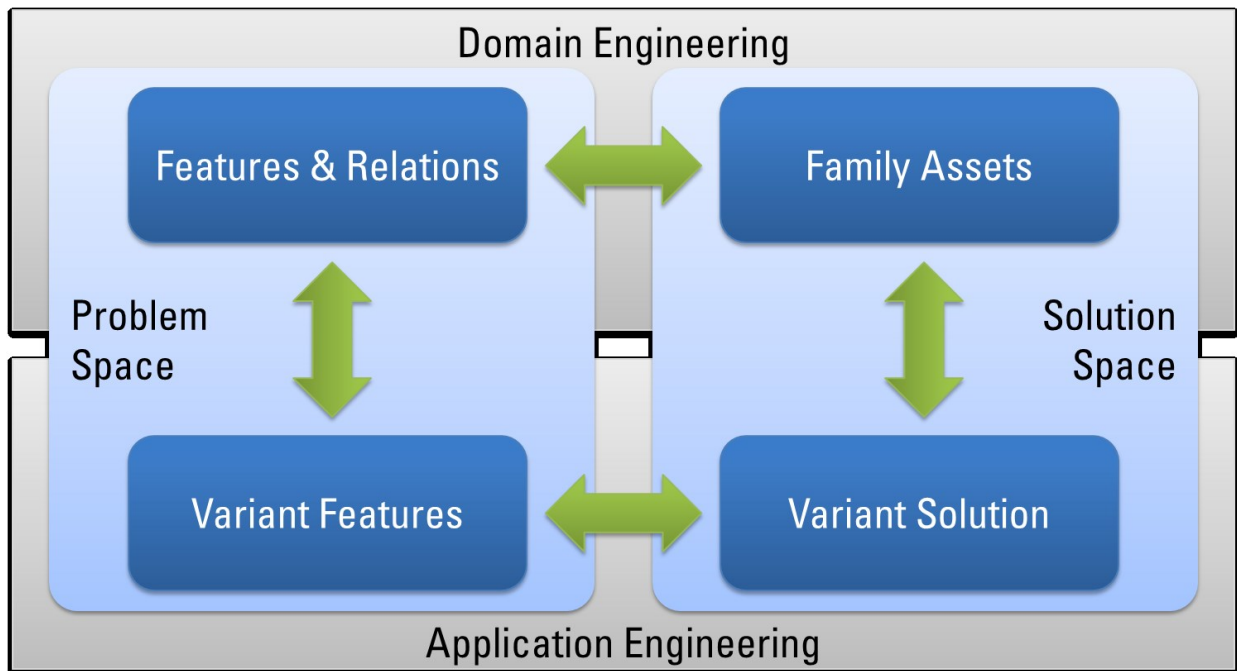 Domain Engineering
Features & Relations
Family Assets
Problem
Space
Solution
Space
Variant Features
Variant Solution
Application Engineering